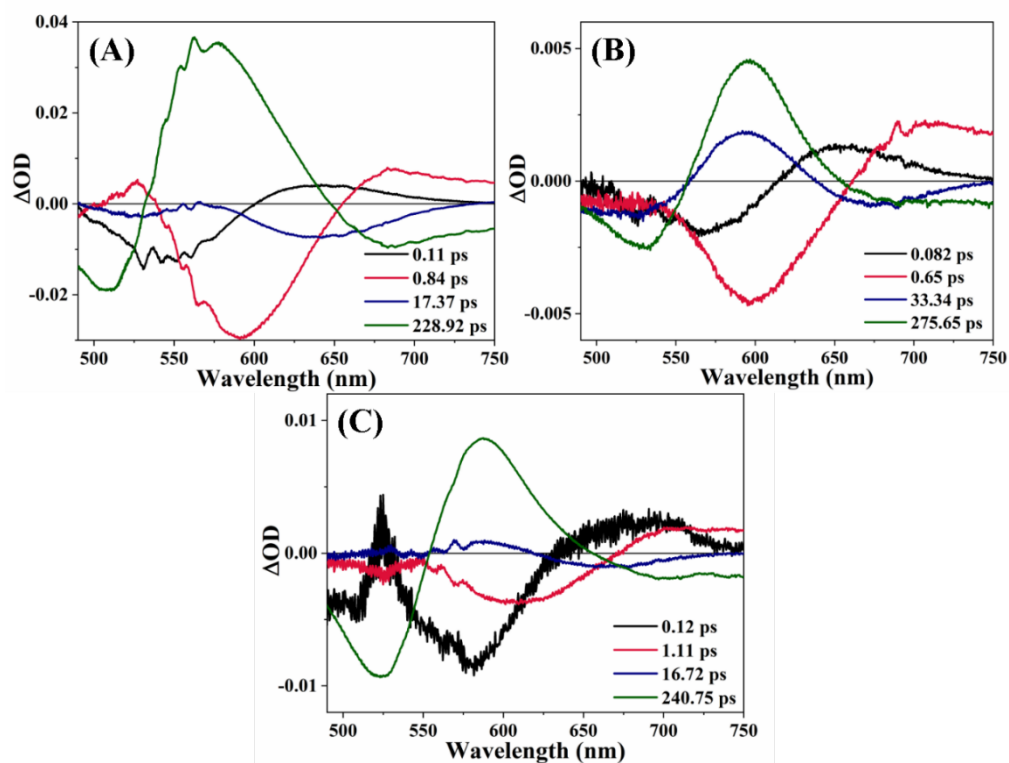 (A)
0.04
0.02
0.00
-0.02
ΔOD
0.11 ps
0.84 ps
17.37 ps
228.92 ps
500 550 600 650 700 750
Wavelength (nm)
(B)
0.005
0.000
-0.005
ΔOD
0.082 ps
0.65 ps
33.34 ps
275.65 ps
500 550 600 650 700 750
Wavelength (nm)
(C)
0.01
0.00
-0.01
ΔOD
0.12 ps
1.11 ps
16.72 ps
240.75 ps
500 550 600 650 700 750
Wavelength (nm)